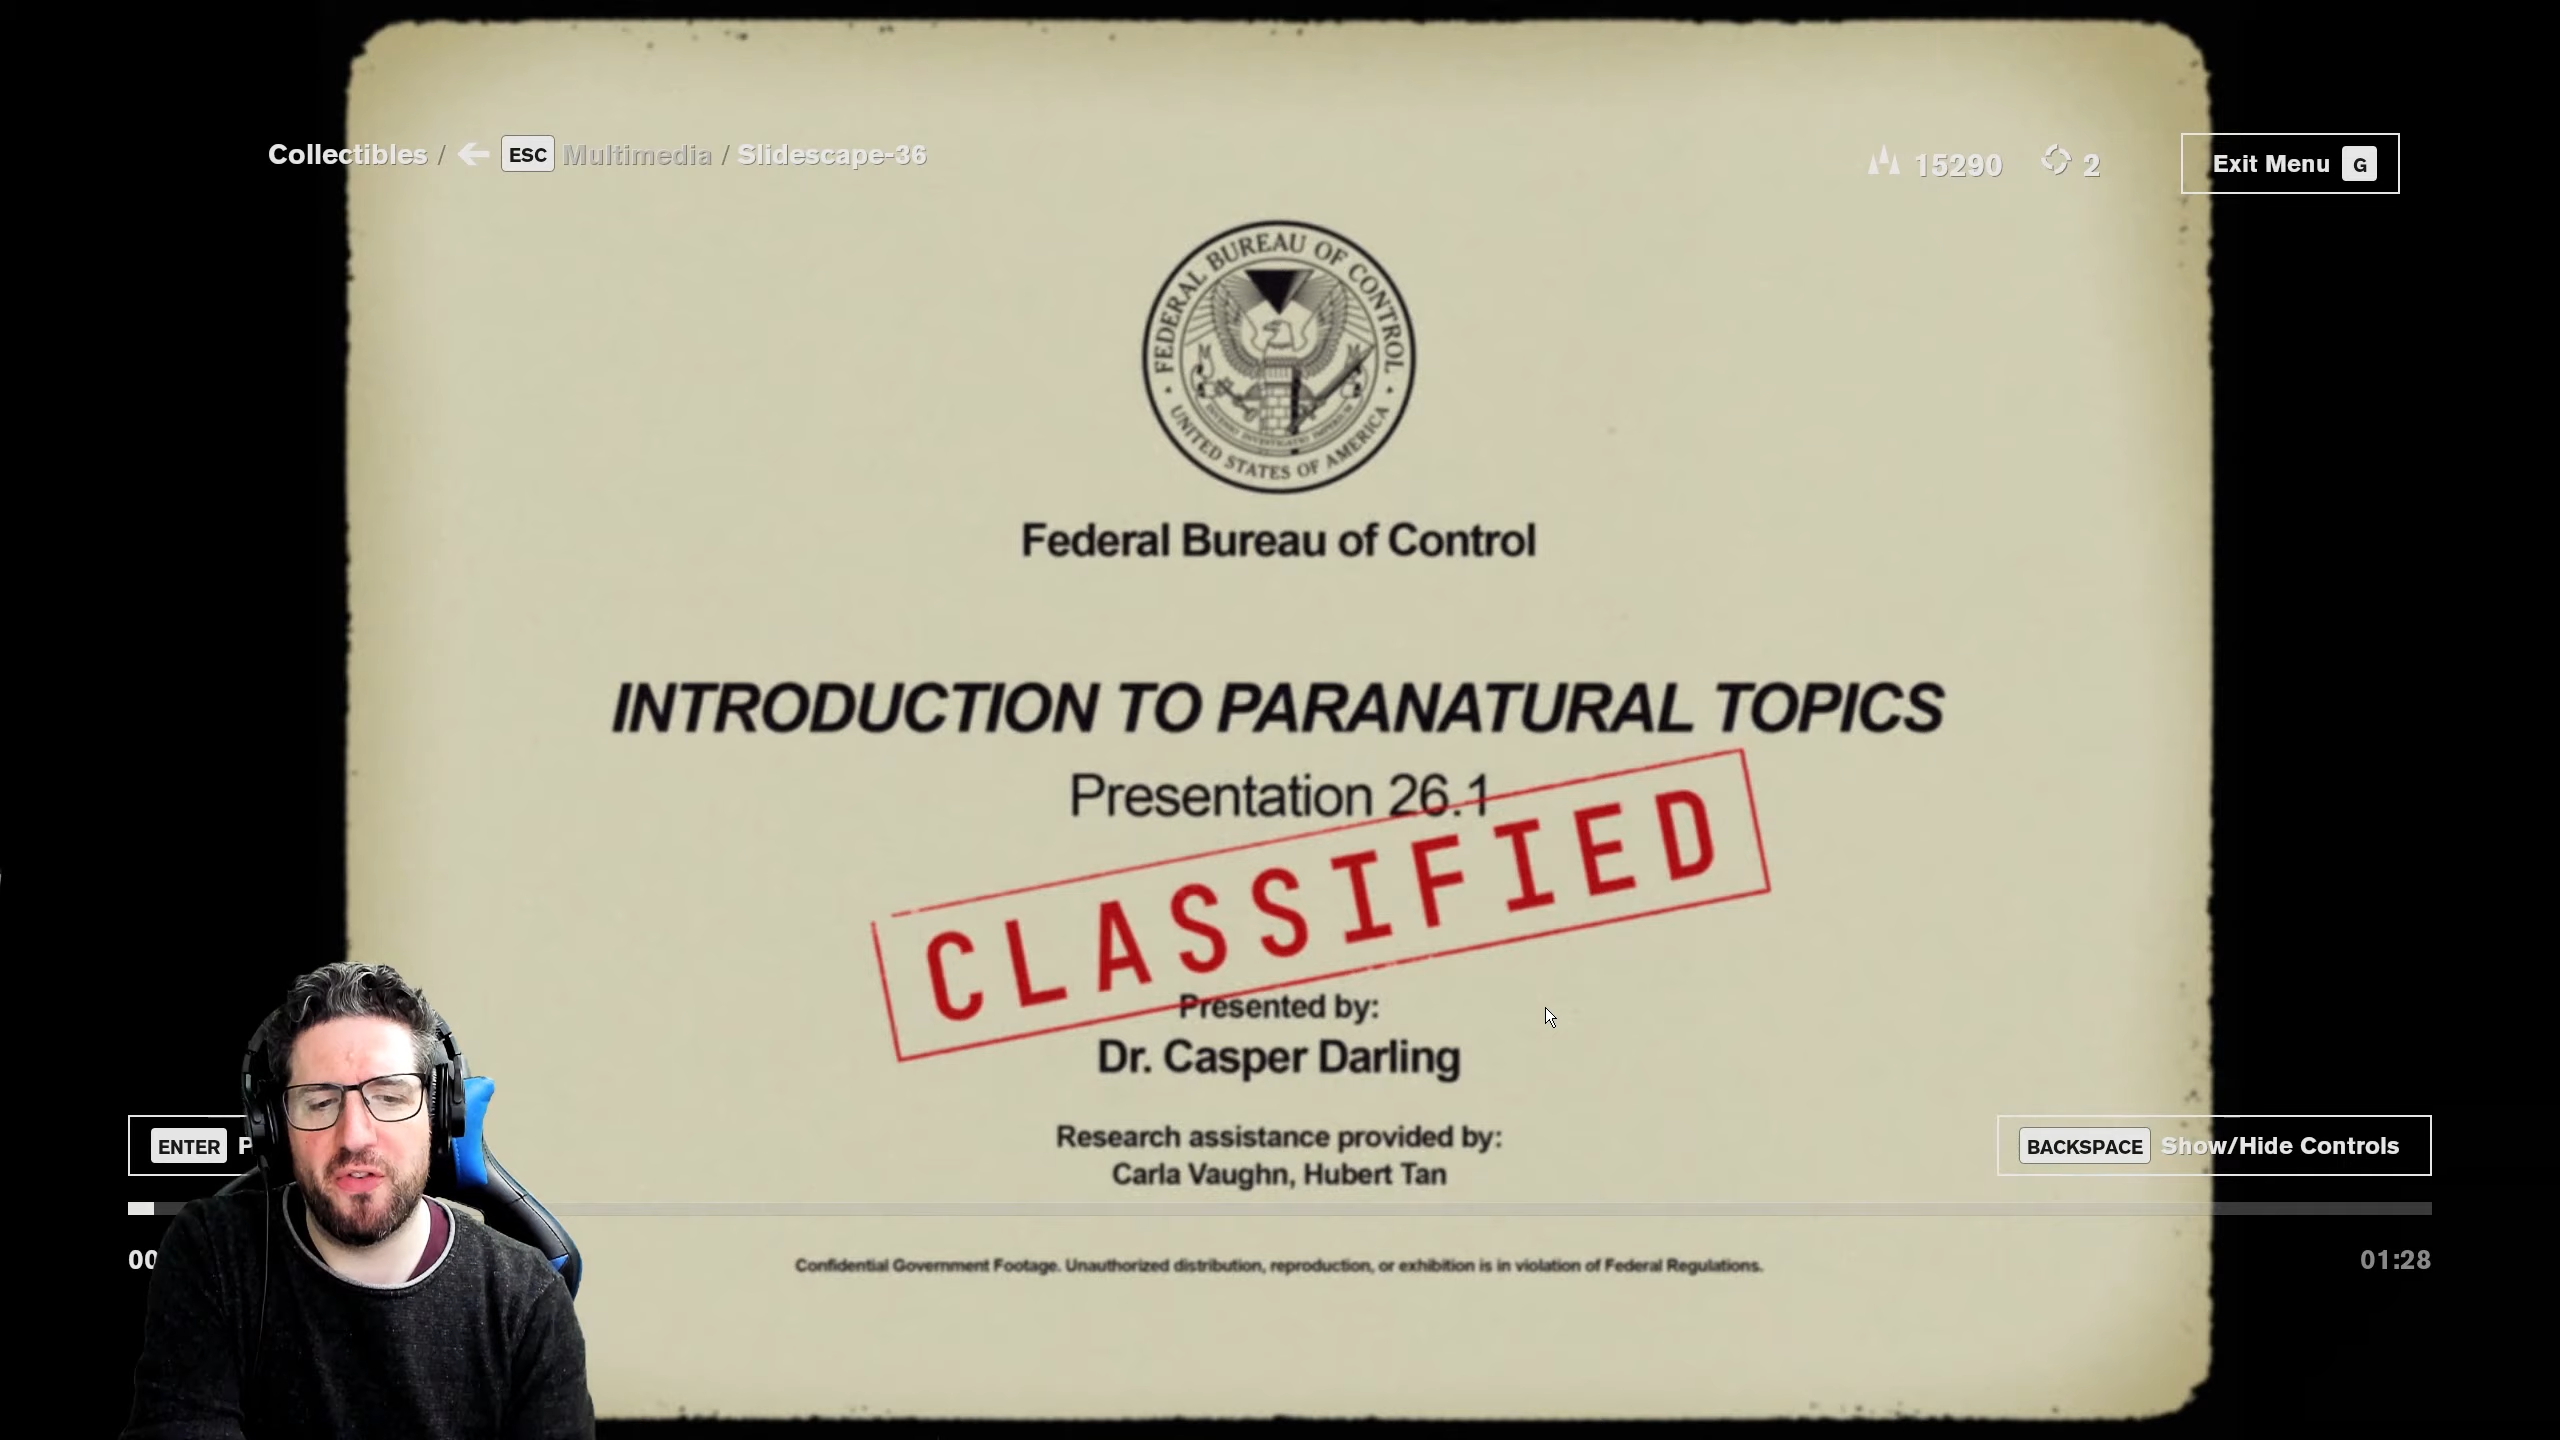 Collectibles / ESC Multimedia / Slidescape-36
15290 2 Exit Menu G
FEDERAL BUREAU OF CONTROL
UNITED STATES OF AMERICA
Federal Bureau of Control
INTRODUCTION TO PARANATURAL TOPICS
Presentation 26.1
CLASSIFIED
Presented by:
Dr. Casper Darling
ENTER P
BACKSPACE Show/Hide Controls
Research assistance provided by:
Carla Vaughn, Hubert Tan
00
01:28
Confidential Government Footage. Unauthorized distribution, reproduction, or exhibition is in violation of Federal Regulations.